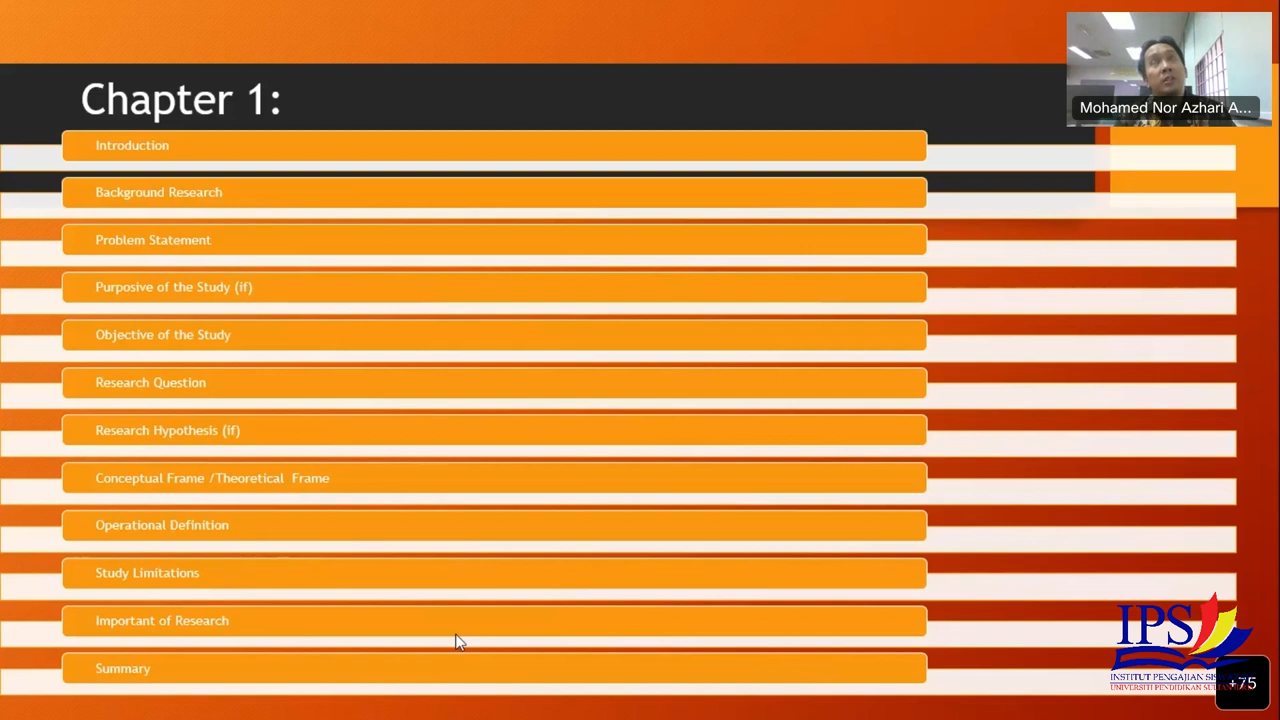 Chapter 1:
Mohamed Nor Azhari A...
Introduction
Background Research
Problem Statement
Purposive of the Study (if)
Objective of the Study
Research Question
Research Hypothesis (if)
Conceptual Frame /Theoretical Frame
Operational Definition
Study Limitations
Important of Research
Summary
IPS
INSTITUT PENGAJIAN
UNIVERSITI PENDIDIKAN
+75